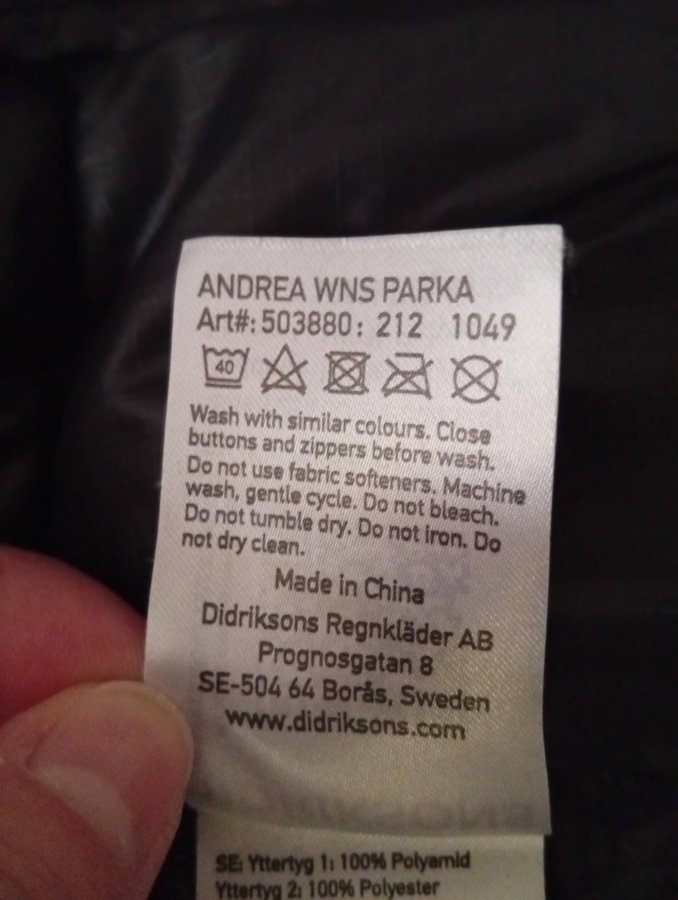 ANDREA WNS PARKA
Art#: 503880: 212 1049
40
Wash with similar colours. Close
buttons and zippers before wash.
Do not use fabric softeners. Machine
wash, gentle cycle. Do not bleach.
Do not tumble dry. Do not iron. Do
not dry clean.
Made in China
Didriksons Regnkläder AB
Prognosgatan 8
SE-504 64 Borås, Sweden
www.didriksons.com
SE: Yttertyg 1: 100% Polyamid
Yttertyg 2: 100% Polyester